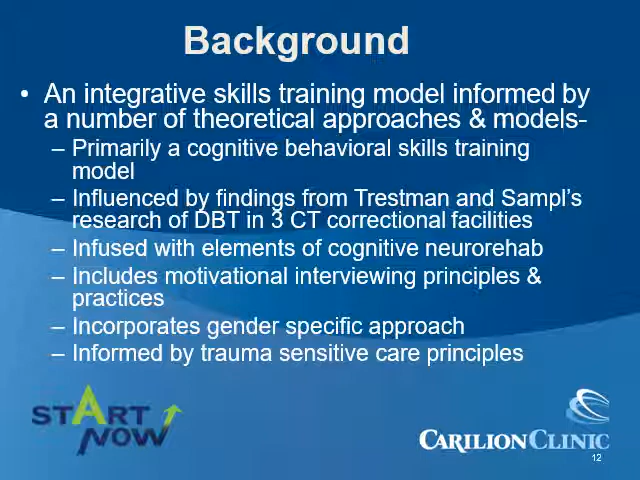 Background
• An integrative skills training model informed by
a number of theoretical approaches & models-
– Primarily a cognitive behavioral skills training
model
– Influenced by findings from Trestman and Sampl's
research of DBT in 3 CT correctional facilities
– Infused with elements of cognitive neurorehab
– Includes motivational interviewing principles &
practices
– Incorporates gender specific approach
– Informed by trauma sensitive care principles
START
NOW
CARILION CLINIC
12